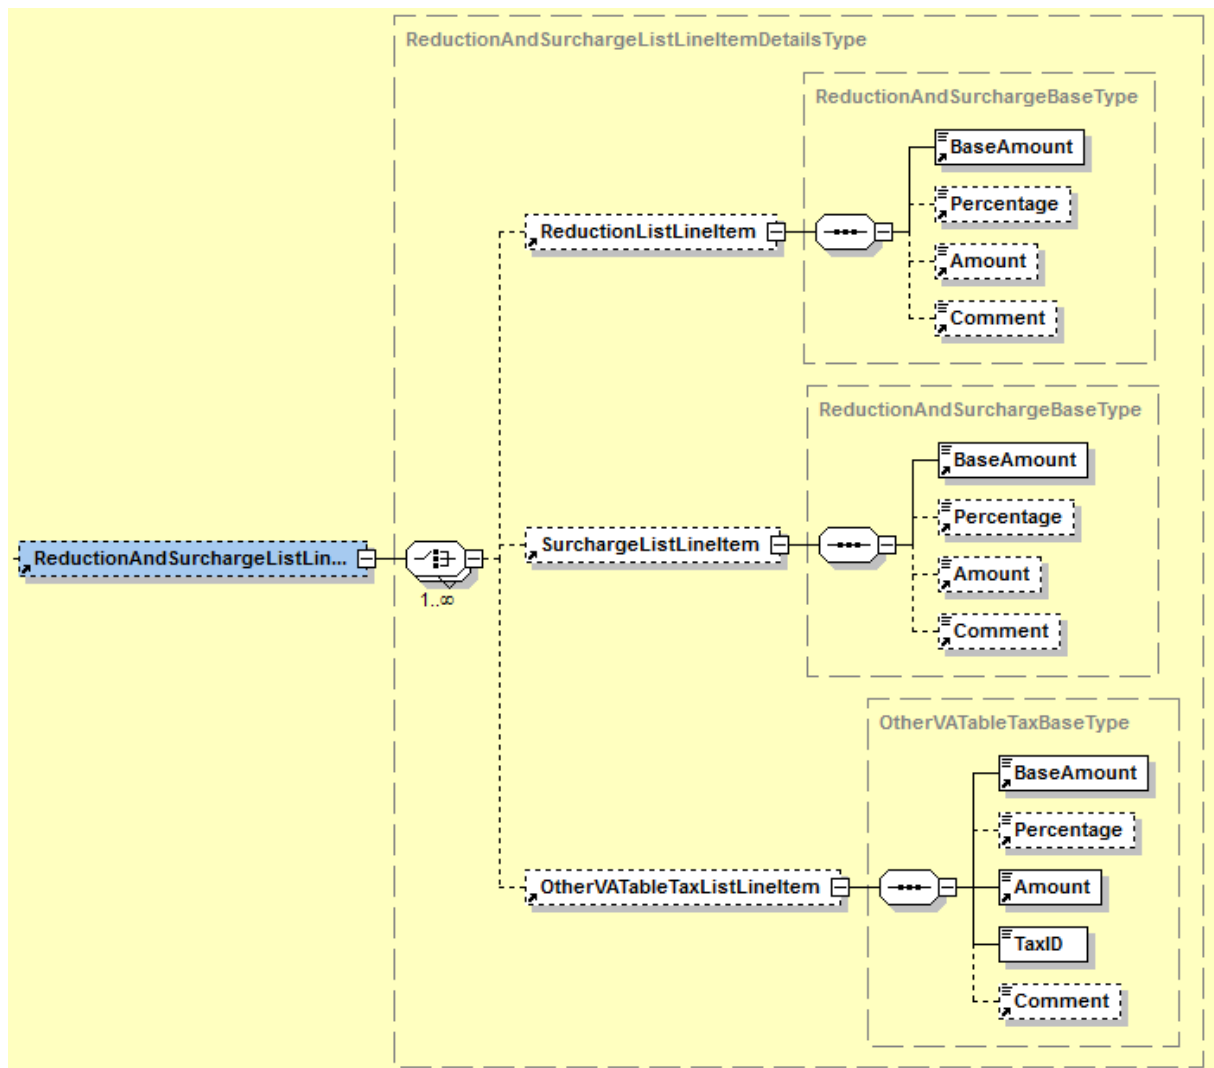 ReductionAndSurchargeListLineItemDetailsType
ReductionAndSurchargeBaseType
BaseAmount
Percentage
ReductionListLineItem
Amount
Comment
ReductionAndSurchargeBaseType
BaseAmount
Percentage
SurchargeListLineItem
ReductionAndSurchargeListLin...
Amount
1..∞
Comment
OtherVATableTaxBaseType
BaseAmount
Percentage
OtherVATableTaxListLineItem
Amount
TaxID
Comment